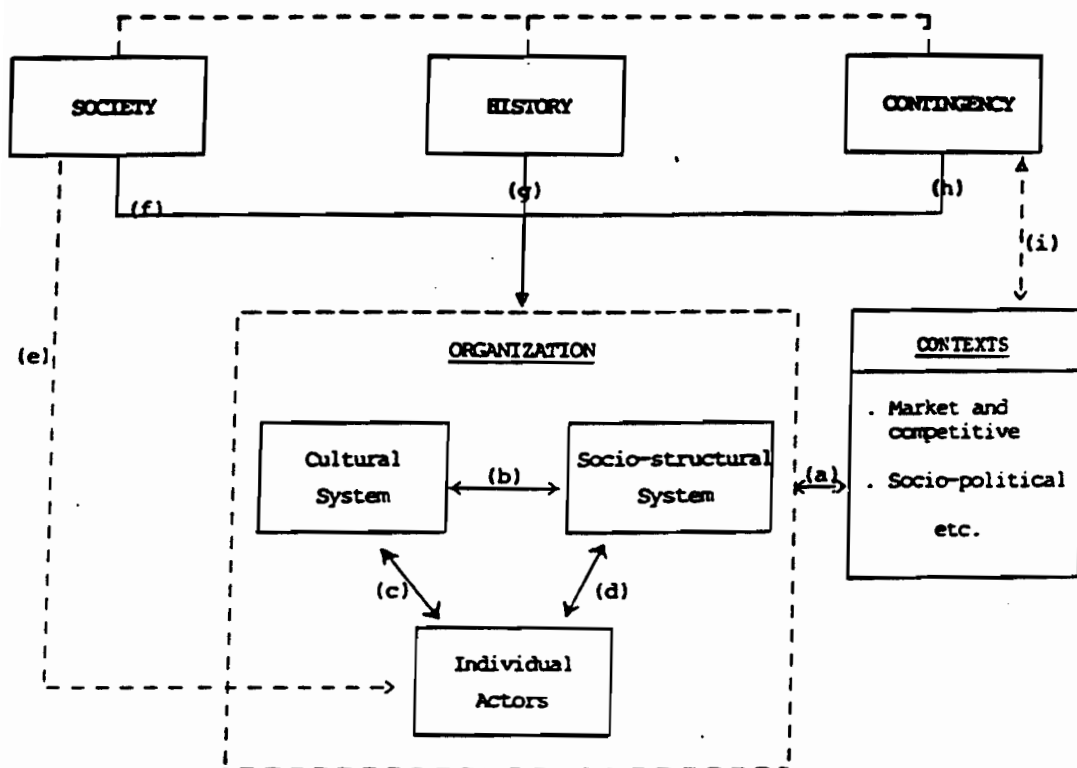 SOCIETY
HISTORY
CONTINGENCY
(f)
(g)
(h)
(i)
(e)
ORGANIZATION
CONTEXTS
. Market and
competitive
. Socio-political
etc.
Cultural
System
(b)
Socio-structural
System
(a)
(c)
(d)
Individual
Actors